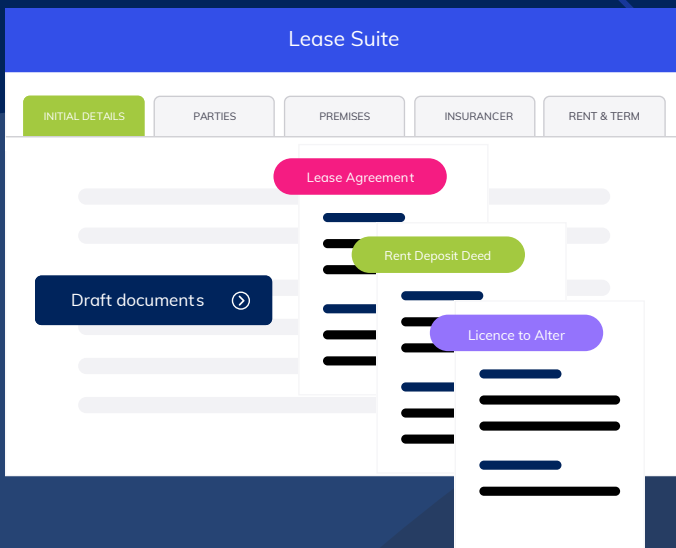 Lease Suite
INITIAL DETAILS
PARTIES
PREMISES
INSURANCER
RENT & TERM
Lease Agreement
Rent Deposit Deed
Draft documents
Licence to Alter